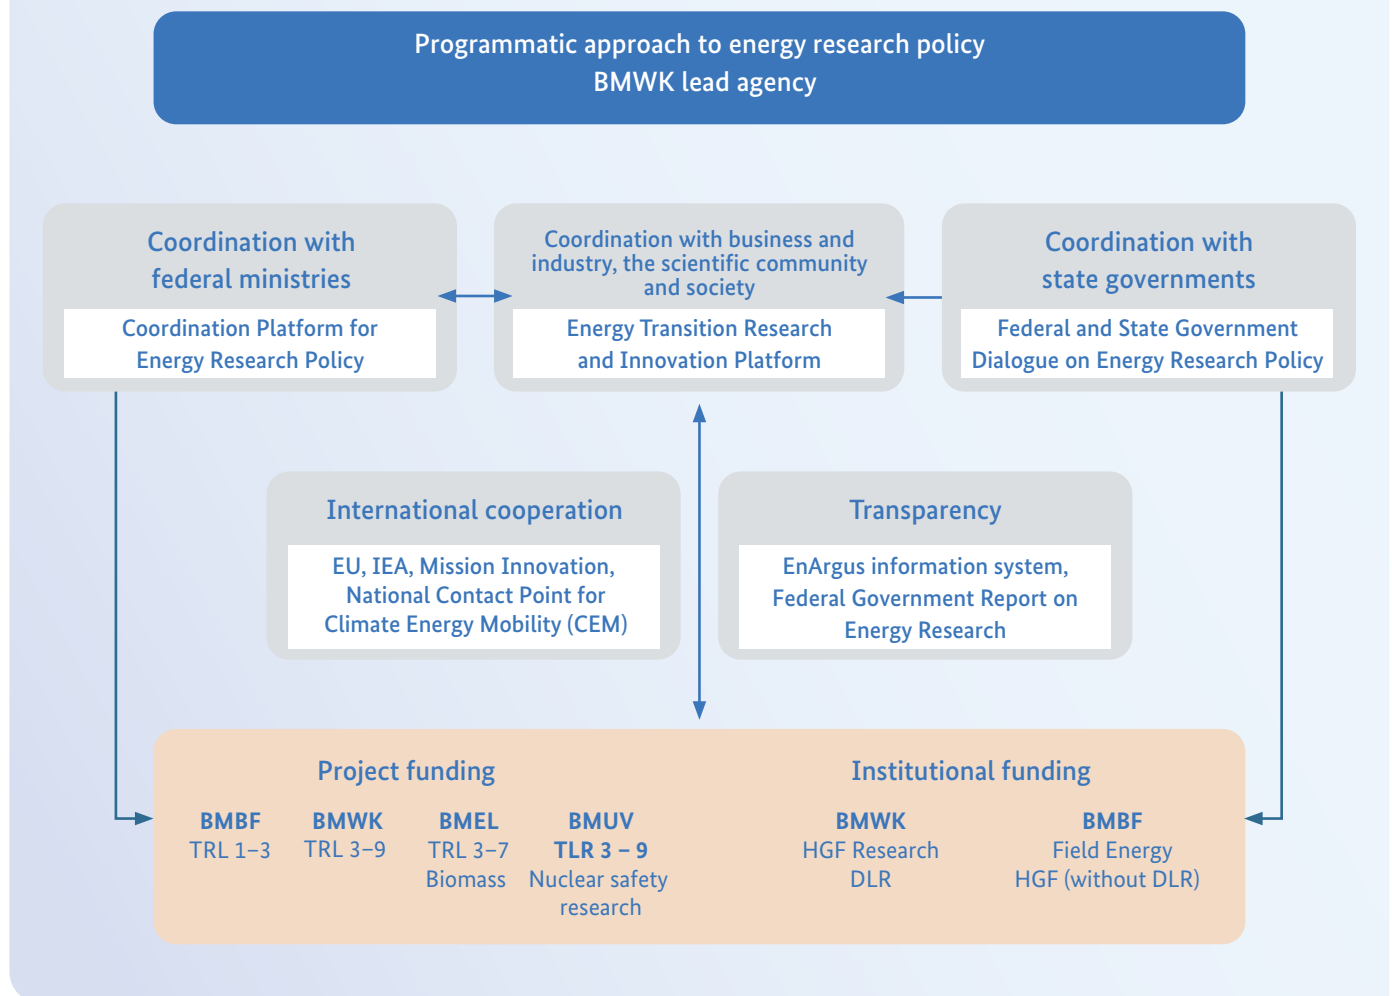 Programmatic approach to energy research policy
BMWK lead agency
Coordination with
federal ministries
Coordination Platform for
Energy Research Policy
Coordination with business and
industry, the scientific community
and society
Energy Transition Research
and Innovation Platform
Coordination with
state governments
Federal and State Government
Dialogue on Energy Research Policy
International cooperation
EU, IEA, Mission Innovation,
National Contact Point for
Climate Energy Mobility (CEM)
Transparency
EnArgus information system,
Federal Government Report on
Energy Research
Project funding
BMBF
TRL 1–3
BMWK
TRL 3–9
BMEL
TRL 3–7
Biomass
BMUV
TLR 3 – 9
Nuclear safety
research
Institutional funding
BMWK
HGF Research
DLR
BMBF
Field Energy
HGF (without DLR)